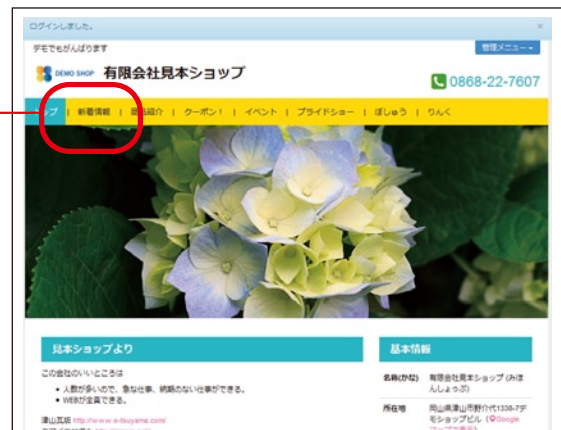 ログインしました。 ×
デモでもがんばります 管理メニュー
DEMO SHOP 有限会社見本ショップ
0868-22-7607
トップ | 新着情報 | 商品紹介 | クーポン! | イベント | プライドショー | ぼしゅう | りんく
見本ショップより
基本情報
この会社のいいところは
• 人数が多いので、急な仕事、納期のない仕事ができる。
• WEBが全員できる。
津山瓦版 http://www.e-tsuyama.com/
名称(かな) 有限会社見本ショップ (みほんしょっぷ)
所在地 岡山県津山市野介代1338-7デモショップビル (Google